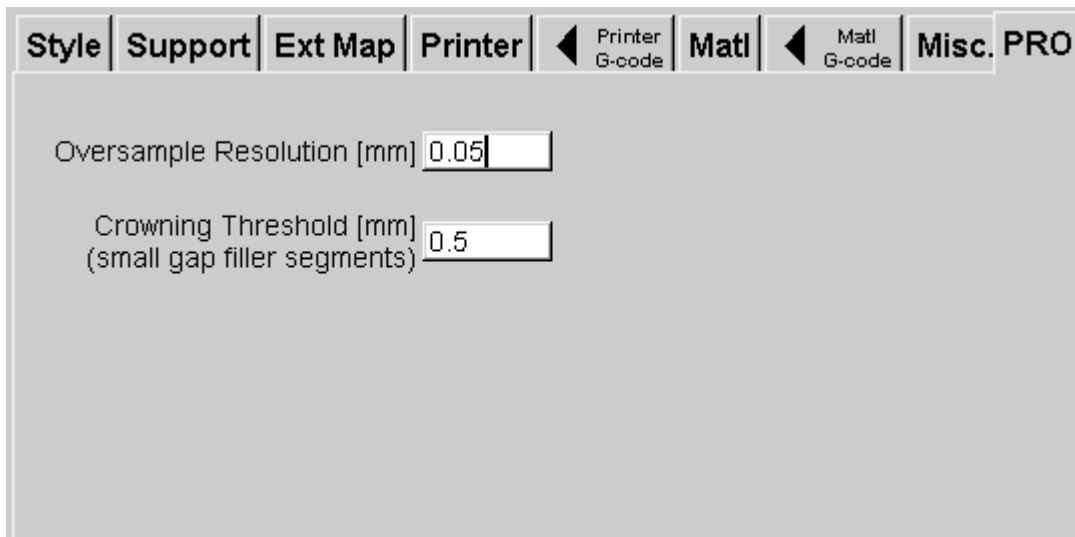 Style Support Ext Map Printer Printer G-code Matl Matl G-code Misc. PRO
Oversample Resolution [mm] 0.05
Crowning Threshold [mm]
(small gap filler segments) 0.5